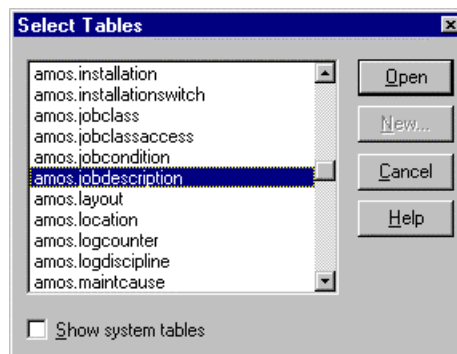 Select Tables
amos.installation
amos.installationswitch
amos.jobclass
amos.jobclassaccess
amos.jobcondition
amos.jobdescription
amos.layout
amos.location
amos.logcounter
amos.logdiscipline
amos.maintcause
Open
New...
Cancel
Help
Show system tables